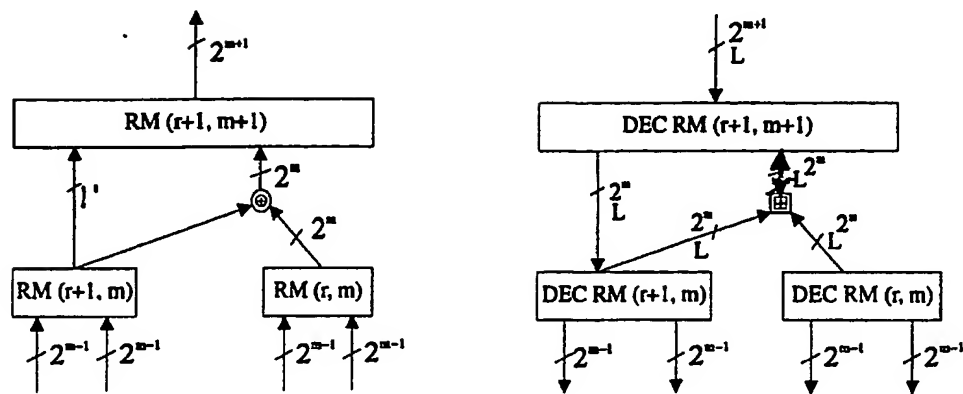 2^{m+1}
RM (r+1, m+1)
2^m
2^m
RM (r+1, m)
RM (r, m)
2^{m-1} 2^{m-1} 2^{m-1} 2^{m-1}
2^{m+1}
L
DEC RM (r+1, m+1)
2^m
L
L 2^m
2^m
L
L 2^m
DEC RM (r+1, m)
DEC RM (r, m)
2^{m-1} 2^{m-1} 2^{m-1} 2^{m-1}